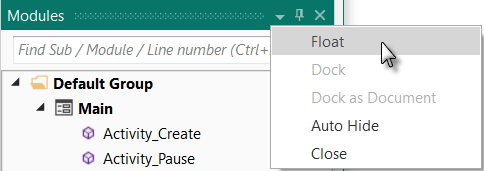 Modules
Find Sub / Module / Line number (Ctrl+
Default Group
Main
Activity_Create
Activity_Pause
Float
Dock
Dock as Document
Auto Hide
Close